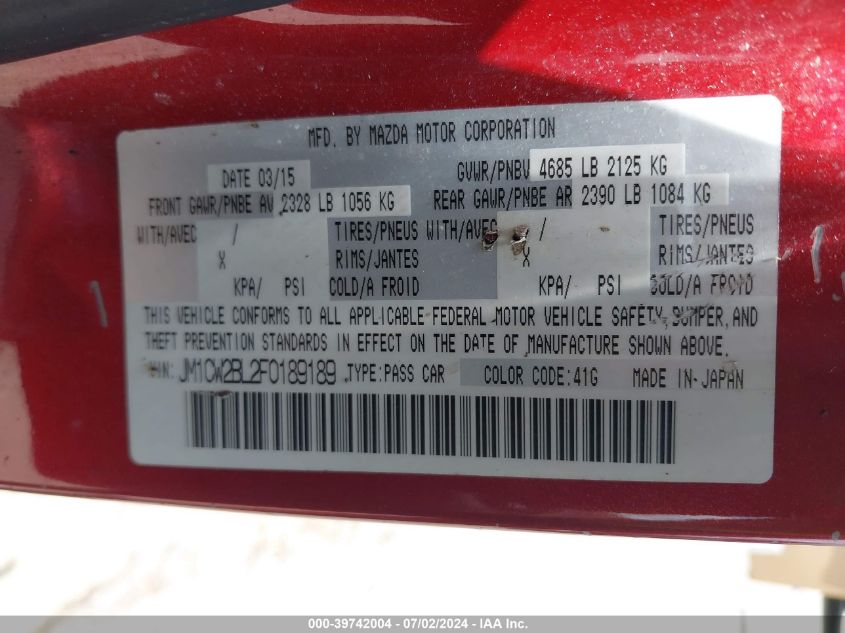 MFD. BY MAZDA MOTOR CORPORATION
DATE 03/15 GVWR/PNBV 4685 LB 2125 KG
FRONT GAWR/PNBE AV 2328 LB 1056 KG REAR GAWR/PNBE AR 2390 LB 1084 KG
WITH/AVEC / TIRES/PNEUS WITH/AVEC / TIRES/PNEUS
X RIMS/JANTES X RIMS/JANTES
KPA/ PSI COLD/A FROID KPA/ PSI COLD/A FROID
THIS VEHICLE CONFORMS TO ALL APPLICABLE FEDERAL MOTOR VEHICLE SAFETY, BUMPER, AND
THEFT PREVENTION STANDARDS IN EFFECT ON THE DATE OF MANUFACTURE SHOWN ABOVE.
VIN: JM1CW2BL2F0189189 TYPE:PASS CAR COLOR CODE:41G MADE IN JAPAN
000-39742004 - 07/02/2024 - IAA Inc.